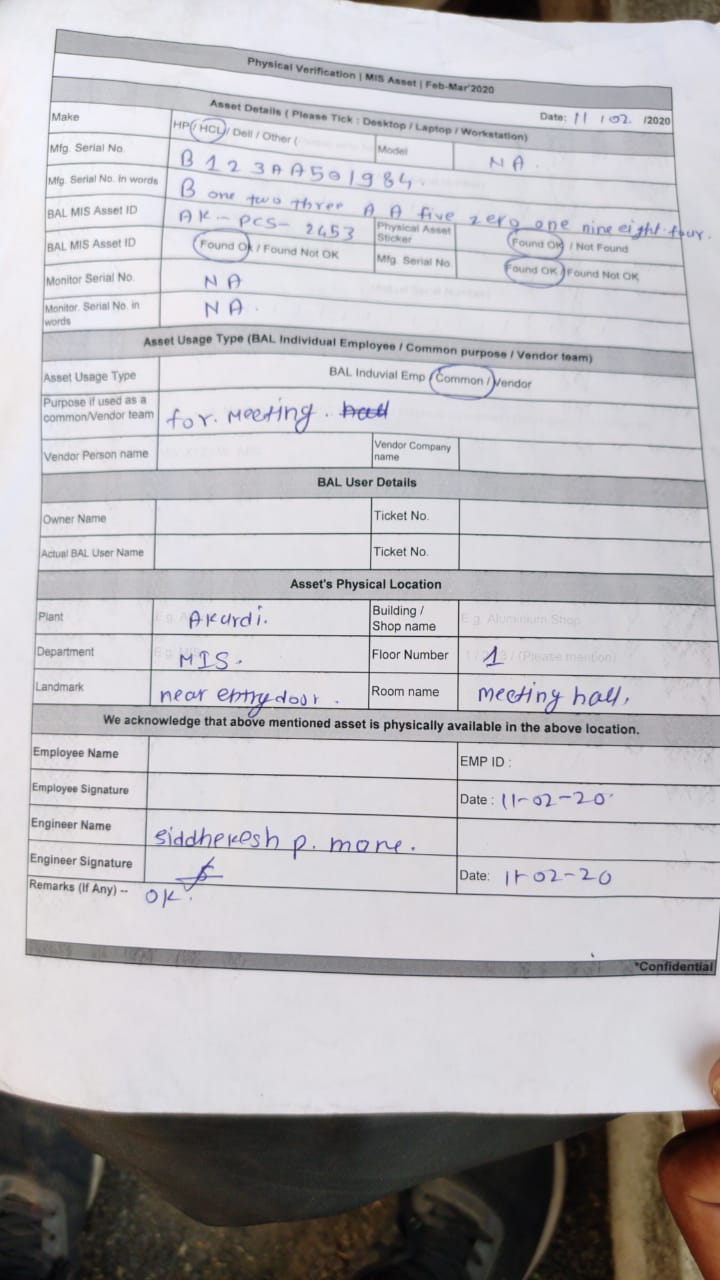 Physical Verification | MIS Asset | Feb-Mar'2020
Asset Details ( Please Tick : Desktop / Laptop / Workstation) Date: 11 / 02 /2020
Make HP / HCL / Dell / Other ( Model NA.
Mfg. Serial No. B123AA501984.
Mfg. Serial No. In words B one two three A A five zero one nine eight four.
BAL MIS Asset ID AK-PCS-2453 Physical Asset Sticker Found OK / Not Found
BAL MIS Asset ID Found Ok / Found Not OK Mfg. Serial No. Found OK / Found Not OK
Monitor Serial No. NA
Monitor. Serial No. in words NA.
Asset Usage Type (BAL Individual Employee / Common purpose / Vendor team)
Asset Usage Type BAL Induvial Emp / Common / Vendor
Purpose if used as a common/Vendor team for. Meeting.
Vendor Person name Vendor Company name
BAL User Details
Owner Name Ticket No.
Actual BAL User Name Ticket No.
Asset's Physical Location
Plant Akurdi. Building / Shop name E.g. Aluminium Shop
Department MIS. Floor Number 1 (Please mention)
Landmark near entry door. Room name meeting hall.
We acknowledge that above mentioned asset is physically available in the above location.
Employee Name EMP ID :
Employee Signature Date : 11-02-20
Engineer Name siddhekesh p. more.
Engineer Signature Date: 11-02-20
Remarks (If Any) -- OK.
*Confidential